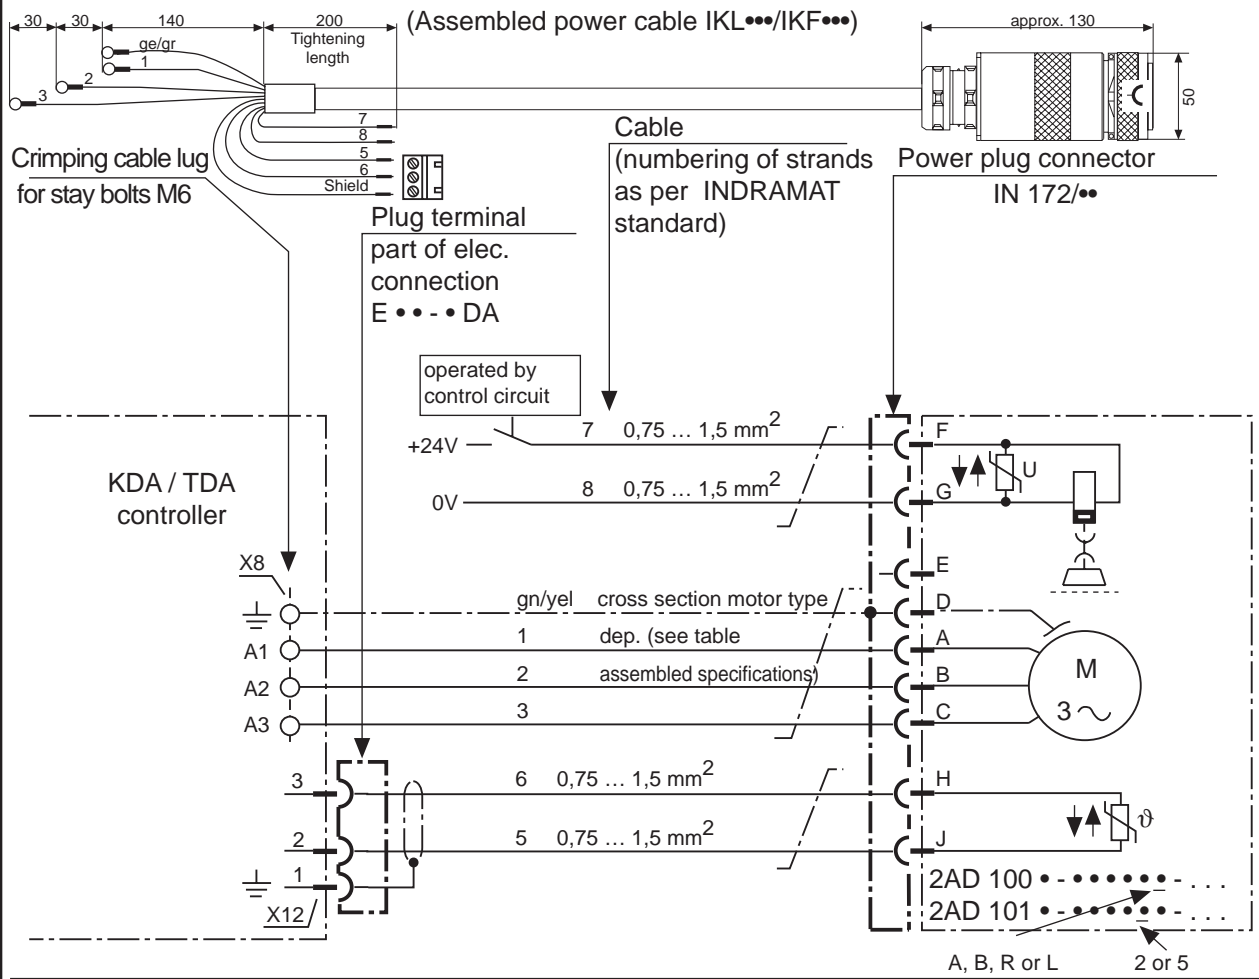 (Assembled power cable IKL•••/IKF•••)
30
30
140
200
Tightening
length
approx. 130
50
ge/gr
1
2
3
7
8
5
6
Shield
Crimping cable lug
for stay bolts M6
Plug terminal
part of elec.
connection
E • • - • DA
Cable
(numbering of strands
as per INDRAMAT
standard)
Power plug connector
IN 172/••
operated by
control circuit
+24V
7 0,75 ... 1,5 mm2
F
U
0V
8 0,75 ... 1,5 mm2
G
KDA / TDA
controller
X8
E
gn/yel cross section motor type
D
A1
1 dep. (see table
A
A2
2 assembled specifications)
B
A3
3
C
M
3
3
6 0,75 ... 1,5 mm2
H
2
5 0,75 ... 1,5 mm2
J
ϑ
1
X12
2AD 100 • - • • • • • • - . . .
2AD 101 • - • • • • • • - . . .
A, B, R or L
2 or 5